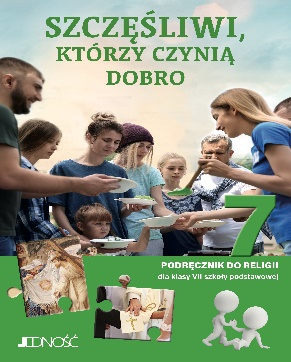 SZCZĘŚLIWI,
KTÓRZY CZYNIĄ
DOBRO
7
PODRĘCZNIK DO RELIGII
dla klasy VII szkoły podstawowej
JEDNOŚĆ